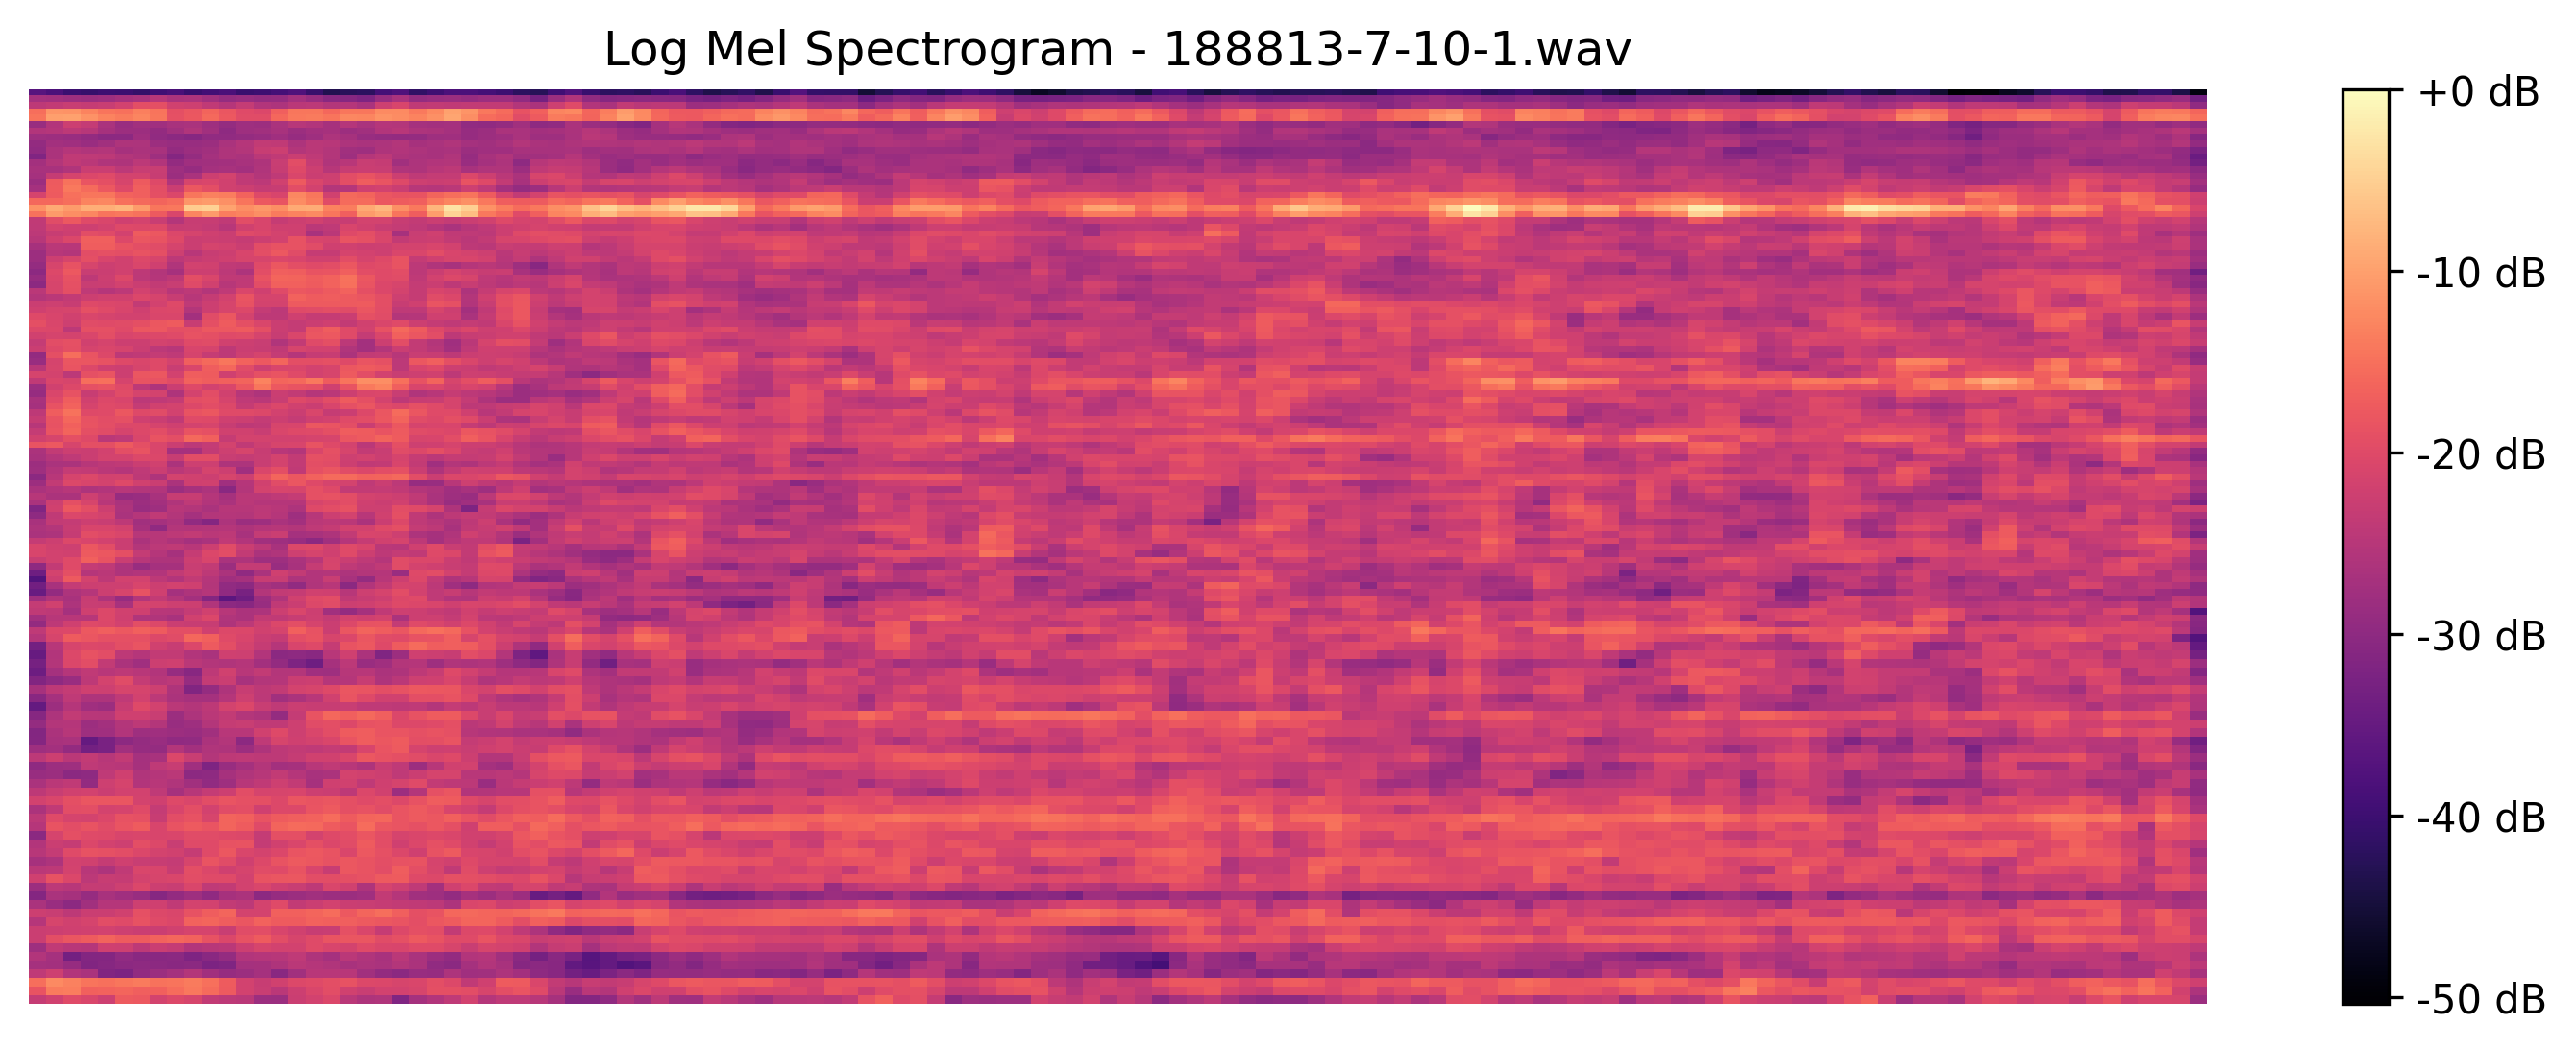 Log Mel Spectrogram - 188813-7-10-1.wav
+0 dB
-10 dB
-20 dB
-30 dB
-40 dB
-50 dB